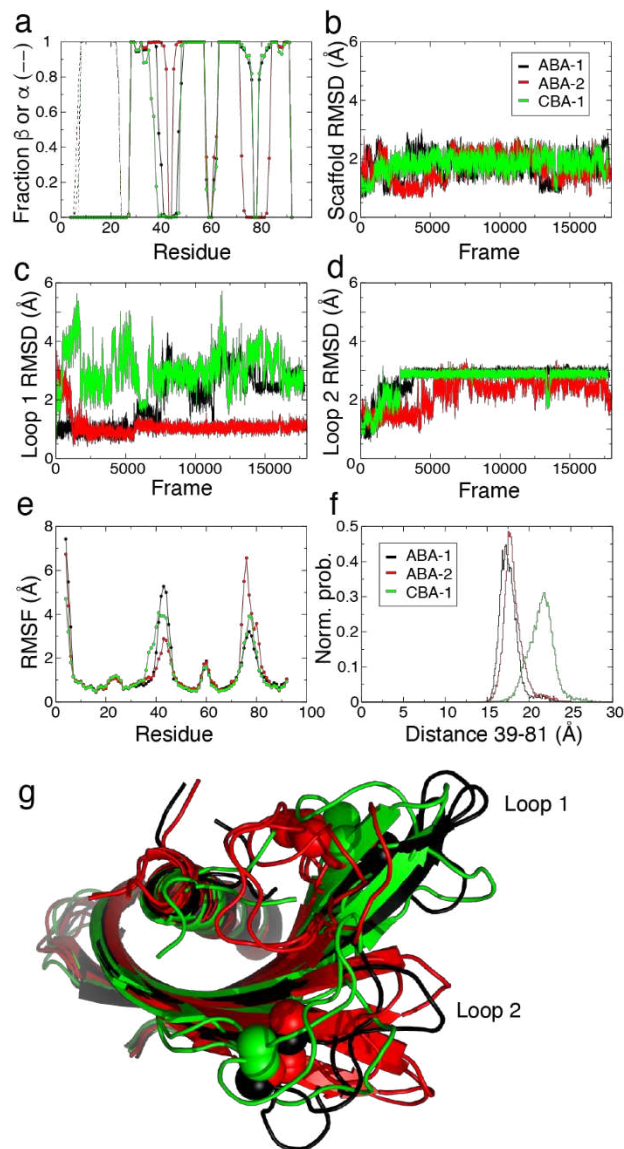 a
b
Fraction β or α (−−)
1
0.8
0.6
0.4
0.2
0
0 20 40 60 80
Residue
Scaffold RMSD (Å)
6
4
2
0
ABA-1
ABA-2
CBA-1
0 5000 10000 15000
Frame
c
d
Loop 1 RMSD (Å)
6
4
2
0
0 5000 10000 15000
Frame
Loop 2 RMSD (Å)
6
4
2
0
0 5000 10000 15000
Frame
e
f
RMSF (Å)
8
6
4
2
0
0 20 40 60 80 100
Residue
Norm. prob.
0.5
0.4
0.3
0.2
0.1
0
ABA-1
ABA-2
CBA-1
0 5 10 15 20 25 30
Distance 39-81 (Å)
g
Loop 1
Loop 2